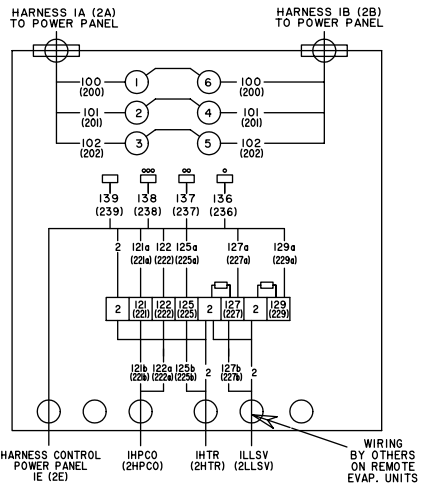 HARNESS 1A (2A)
TO POWER PANEL
HARNESS 1B (2B)
TO POWER PANEL
100
(200)
1
6
100
(200)
101
(201)
2
4
101
(201)
102
(202)
3
5
102
(202)
139
(239)
138
(238)
137
(237)
136
(236)
2
121a
(221a)
122
(222)
125a
(225a)
127a
(227a)
129a
(229a)
2
121
(221)
122
(222)
125
(225)
2
127
(227)
2
129
(229)
121b
(221b)
122a
(222a)
125b
(225b)
2
127b
(227b)
2
HARNESS CONTROL
POWER PANEL
1E (2E)
1HPCO
(2HPCO)
1HTR
(2HTR)
1LLSV
(2LLSV)
WIRING
BY OTHERS
ON REMOTE
EVAP. UNITS